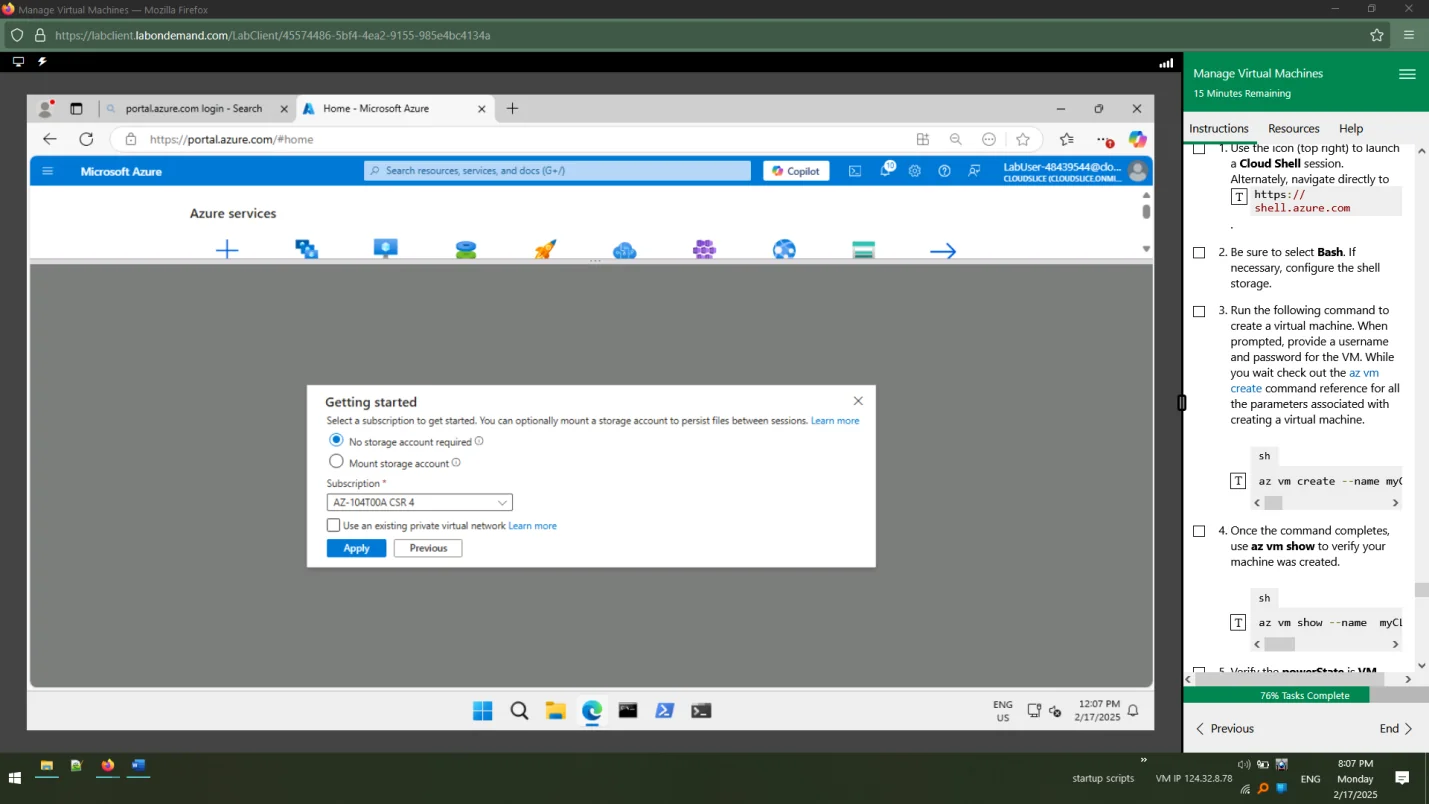 Manage Virtual Machines — Mozilla Firefox
https://labclient.labondemand.com/LabClient/45574486-5bf4-4ea2-9155-985e4bc4134a
portal.azure.com login - Search
Home - Microsoft Azure
https://portal.azure.com/#home
Microsoft Azure
Search resources, services, and docs (G+/)
Copilot
10
LabUser-48439544@clo...
CLOUDSLICE (CLOUDSLICE.ONMI...
Azure services
Getting started
Select a subscription to get started. You can optionally mount a storage account to persist files between sessions. Learn more
No storage account required
Mount storage account
Subscription *
AZ-104T00A CSR 4
Use an existing private virtual network Learn more
Apply
Previous
ENG
US
12:07 PM
2/17/2025
Manage Virtual Machines
15 Minutes Remaining
Instructions
Resources
Help
1. Use the icon (top right) to launch
a Cloud Shell session.
Alternately, navigate directly to
T
https://
shell.azure.com
.
2. Be sure to select Bash. If
necessary, configure the shell
storage.
3. Run the following command to
create a virtual machine. When
prompted, provide a username
and password for the VM. While
you wait check out the az vm
create command reference for all
the parameters associated with
creating a virtual machine.
sh
T
az vm create --name myC
4. Once the command completes,
use az vm show to verify your
machine was created.
sh
T
az vm show --name  myCL
5. Verify the powerState is VM
76% Tasks Complete
Previous
End
startup scripts
VM IP 124.32.8.78
ENG
8:07 PM
Monday
2/17/2025